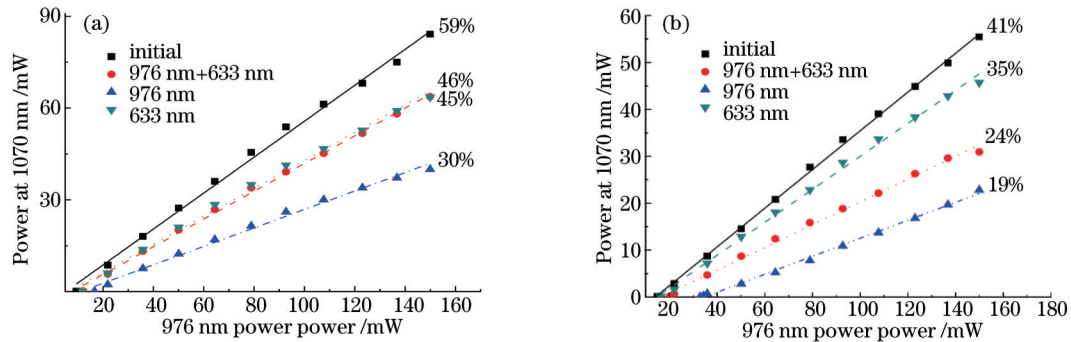 (a)
90
60
30
Power at 1070 nm /mW
initial
976 nm+633 nm
976 nm
633 nm
59%
46%
45%
30%
0 20 40 60 80 100 120 140 160
976 nm power power /mW
(b)
60
50
40
30
20
10
0
Power at 1070 nm /mW
initial
976 nm+633 nm
976 nm
633 nm
41%
35%
24%
19%
20 40 60 80 100 120 140 160 180
976 nm power power /mW